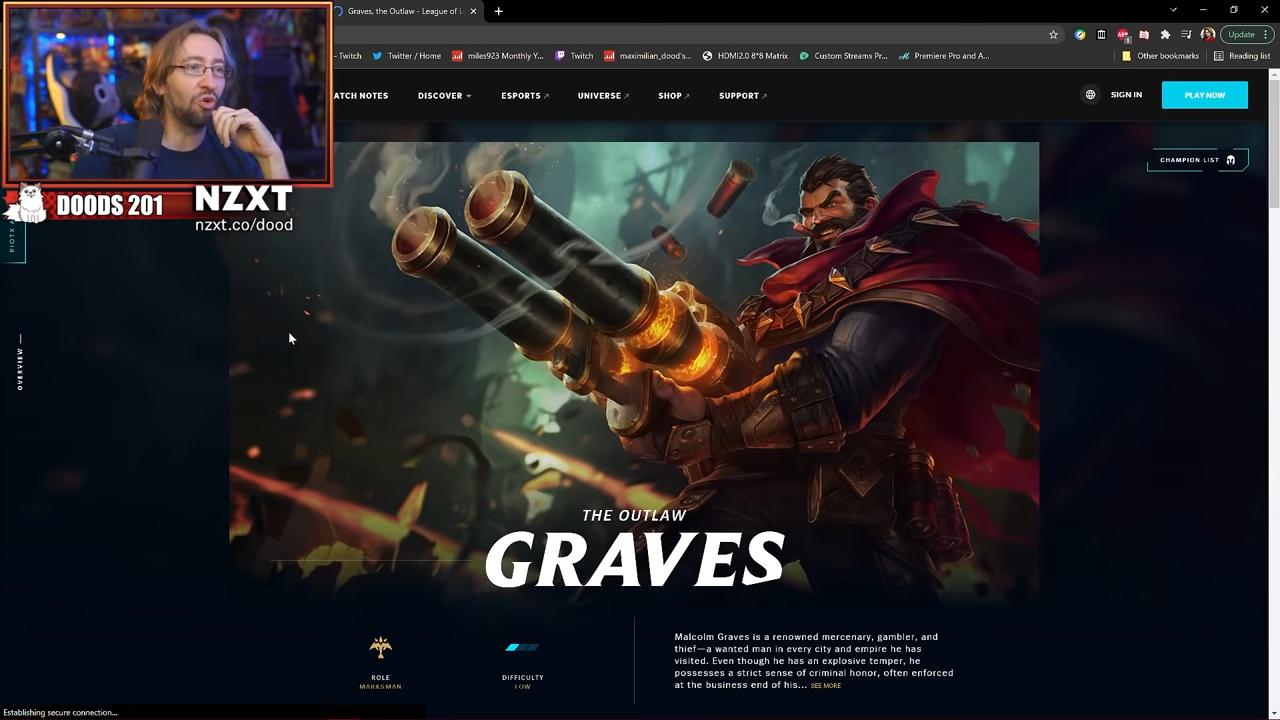 Graves, the Outlaw - League of L
Update
Twitch
Twitter / Home
miles923 Monthly Y...
Twitch
maximilian_dood's...
HDMI2.0 8*8 Matrix
Custom Streams Pr...
Premiere Pro and A...
Other bookmarks
Reading list
ATCH NOTES
DISCOVER
ESPORTS
UNIVERSE
SHOP
SUPPORT
SIGN IN
PLAY NOW
CHAMPION LIST
DOODS 201
NZXT
nzxt.co/dood
RIOTX A
OVERVIEW
THE OUTLAW
GRAVES
ROLE
MARKSMAN
DIFFICULTY
LOW
Malcolm Graves is a renowned mercenary, gambler, and
thief—a wanted man in every city and empire he has
visited. Even though he has an explosive temper, he
possesses a strict sense of criminal honor, often enforced
at the business end of his... SEE MORE
Establishing secure connection...